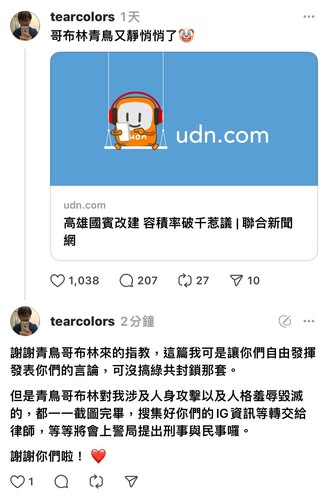 tearcolors 1天
哥布林青鳥又靜悄悄了🤡
udn
udn.com
udn.com
高雄國賓改建 容積率破千惹議 | 聯合新聞
網
1,038 207 27 10
tearcolors 2分鐘
謝謝青鳥哥布林來的指教，這篇我可是讓你們自由發揮
發表你們的言論，可沒搞綠共封鎖那套。
但是青鳥哥布林對我涉及人身攻擊以及人格羞辱毀滅
的，都一一截圖完畢，搜集好你們的IG資訊等轉交給
律師，等等將會上警局提出刑事與民事囉。
謝謝你們啦！ ❤️
1